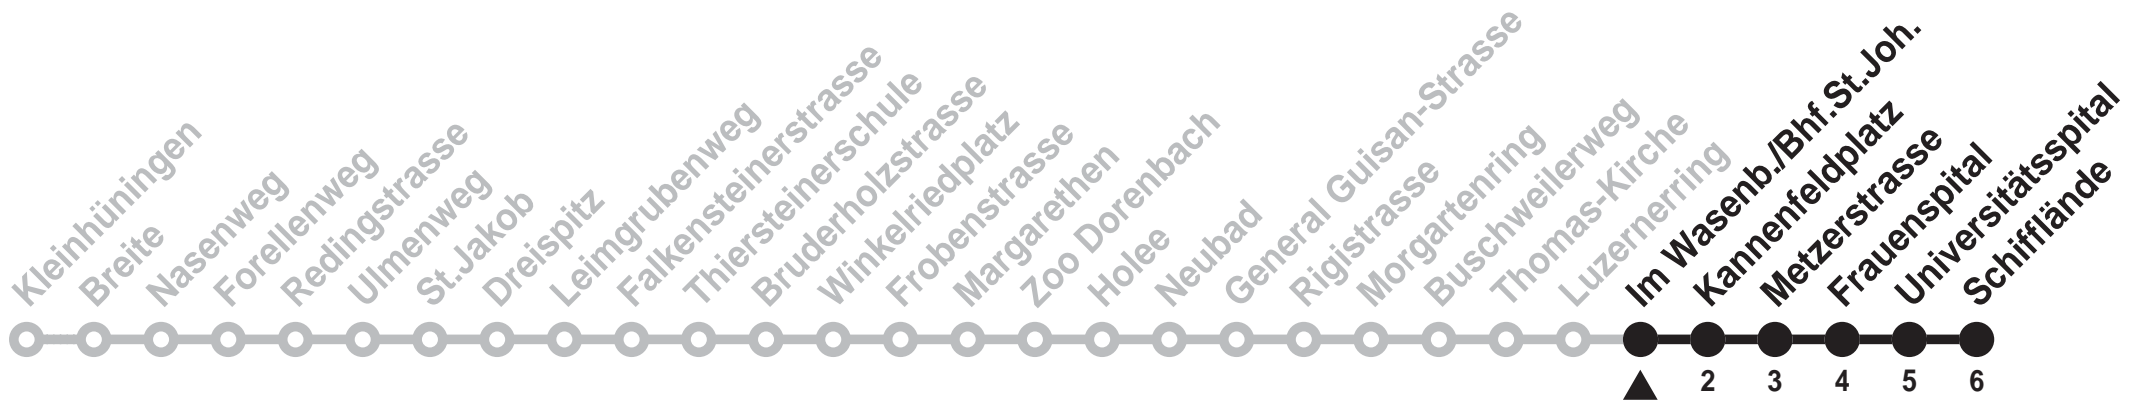 Kleinhüningen
Breite
Nasenweg
Forellenweg
Redingstrasse
Ulmenweg
St.Jakob
Dreispitz
Leimgrubenweg
Falkensteinerstrasse
Thiersteinerschule
Bruderholzstrasse
Winkelriedplatz
Frobenstrasse
Margarethen
Zoo Dorenbach
Holee
Neubad
General Guisan-Strasse
Rigistrasse
Morgartenring
Buschweilerweg
Thomas-Kirche
Luzernerring
Im Wasenb./Bhf.St.Joh.
Kannenfeldplatz
Metzerstrasse
Frauenspital
Universitätsspital
Schifflände
2 3 4 5 6